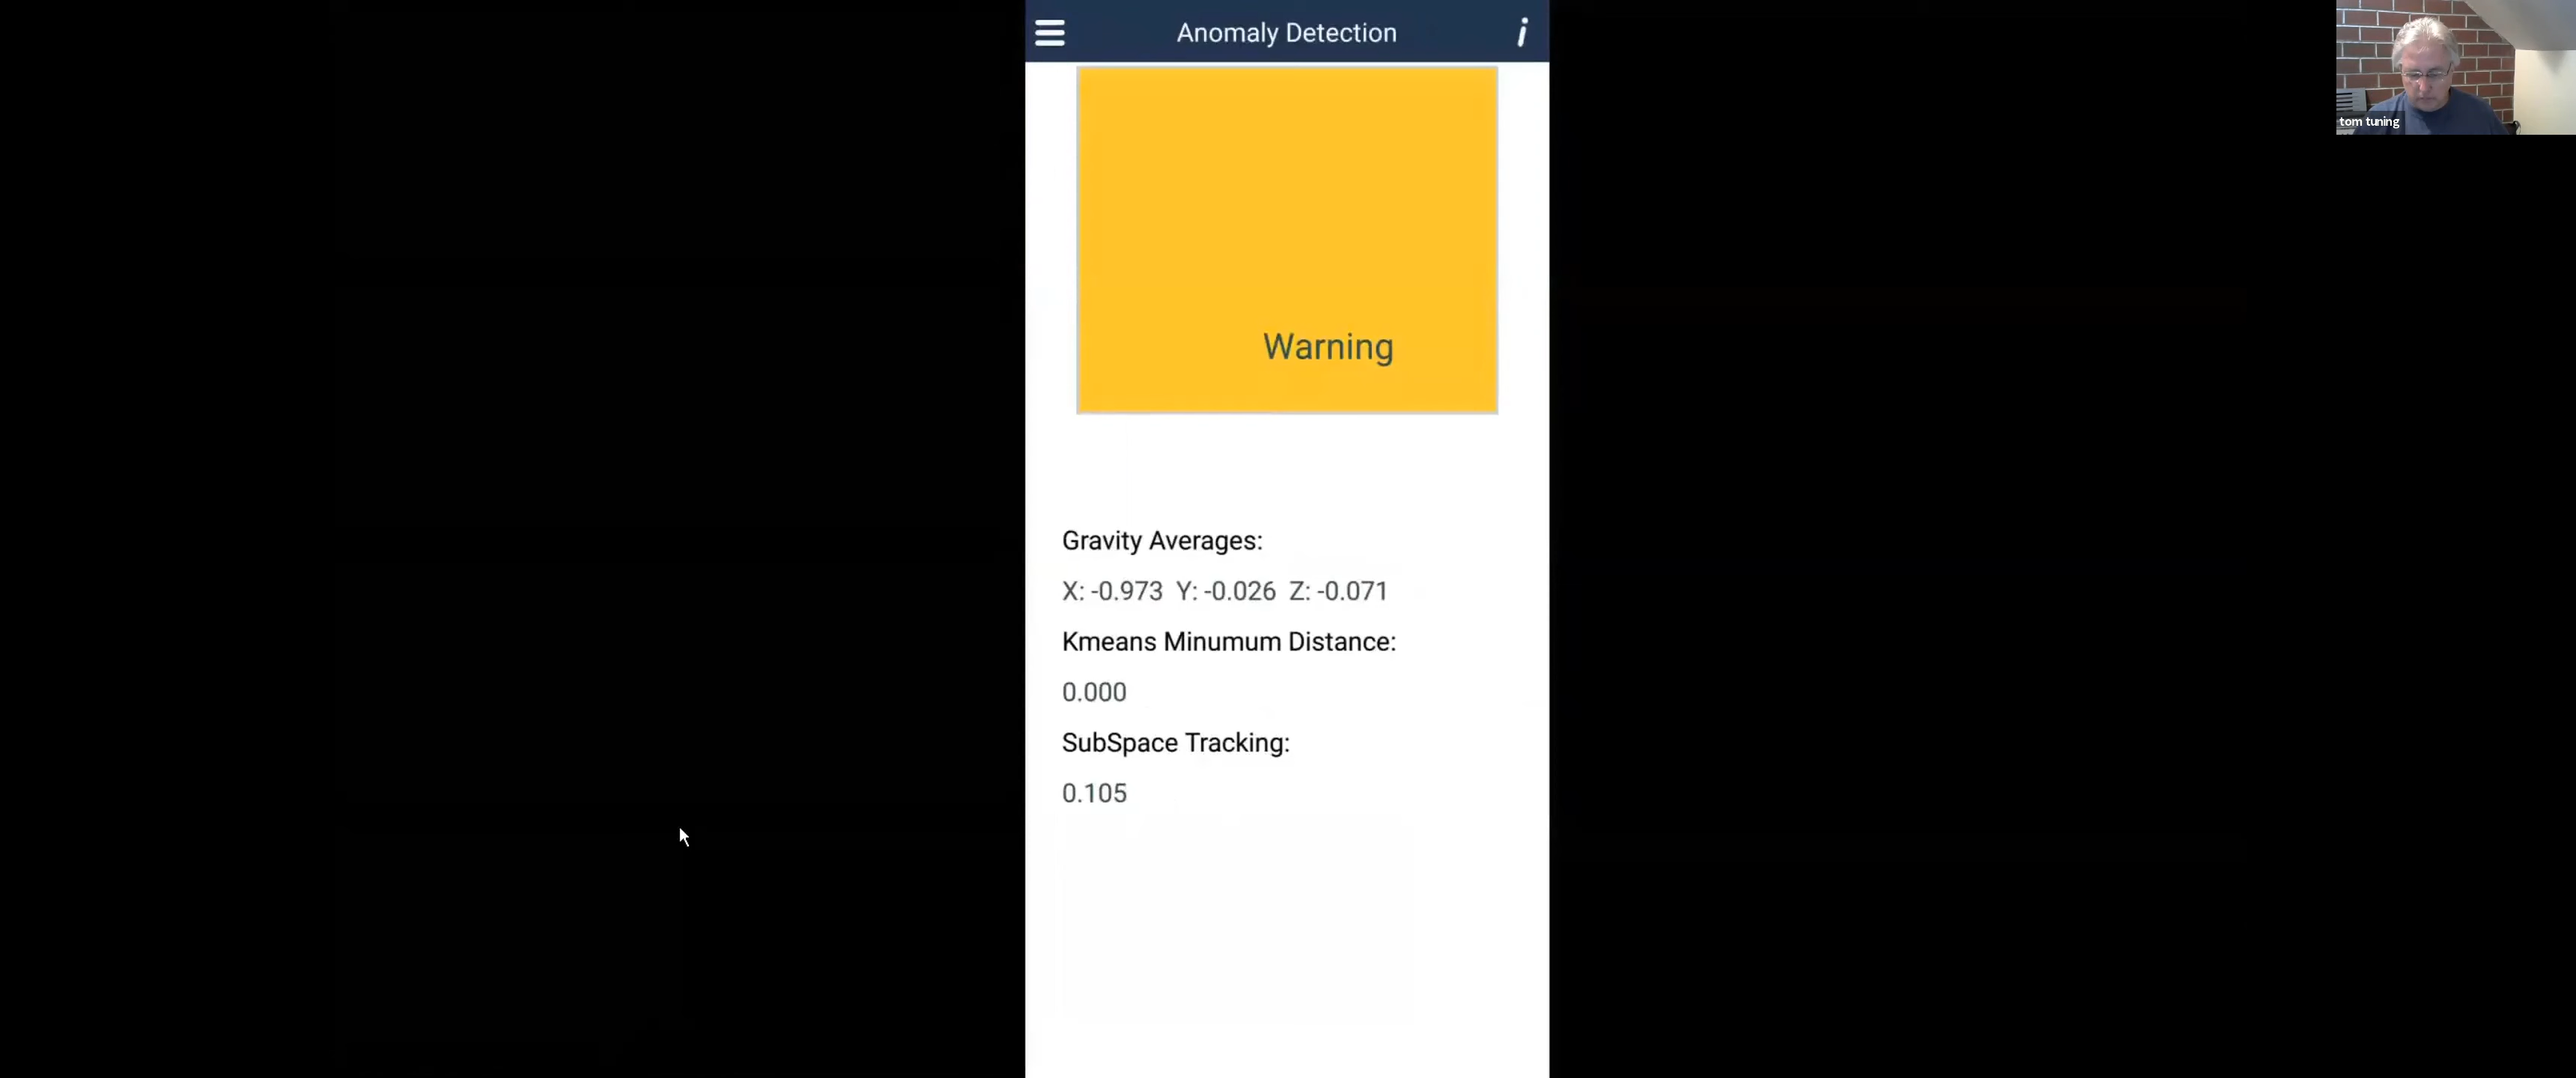 Anomaly Detection
i
Warning
Gravity Averages:
X: -0.973 Y: -0.026 Z: -0.071
Kmeans Minumum Distance:
0.000
SubSpace Tracking:
0.105
tom tuning